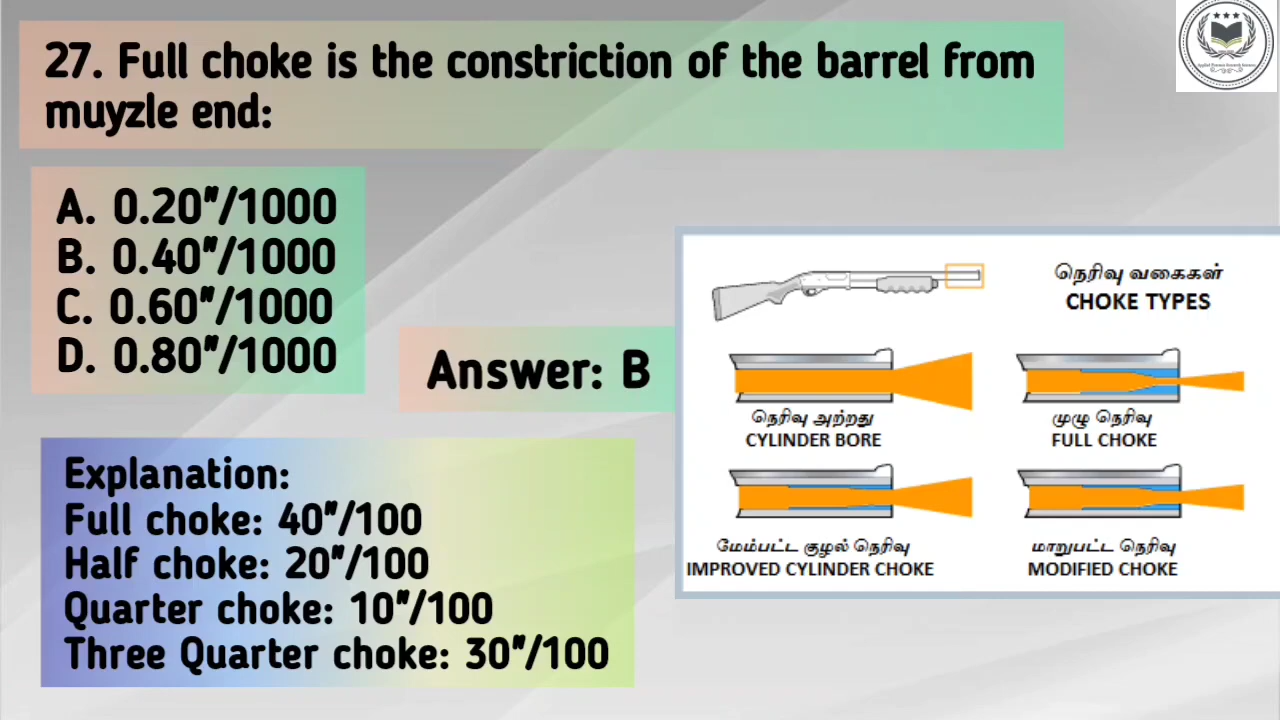 27. Full choke is the constriction of the barrel from
muyzle end:
A. 0.20"/1000
B. 0.40"/1000
C. 0.60"/1000
D. 0.80"/1000
Answer: B
Explanation:
Full choke: 40"/100
Half choke: 20"/100
Quarter choke: 10"/100
Three Quarter choke: 30"/100
நெரிவு வகைகள்
CHOKE TYPES
நெரிவு அற்றது
CYLINDER BORE
முழு நெரிவு
FULL CHOKE
மேம்பட்ட குழல் நெரிவு
IMPROVED CYLINDER CHOKE
மாறுபட்ட நெரிவு
MODIFIED CHOKE